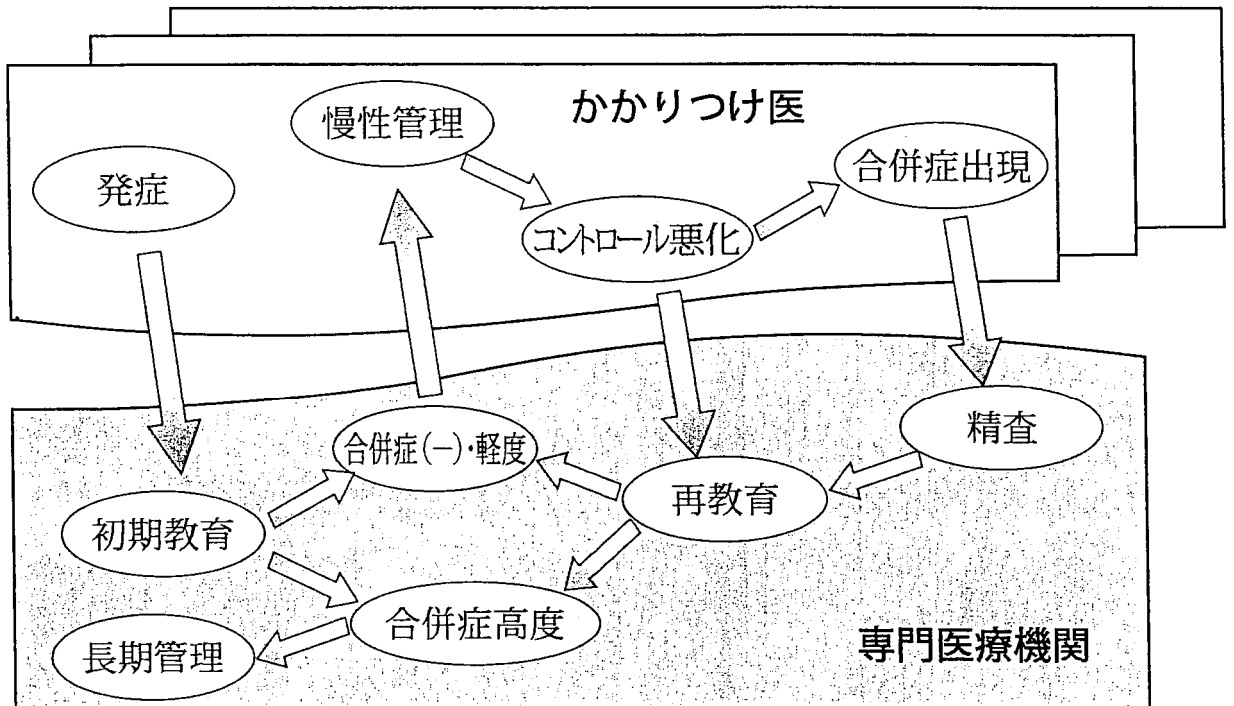 かかりつけ医
慢性管理
発症
合併症出現
コントロール悪化
合併症(－)・軽度
精査
再教育
初期教育
合併症高度
長期管理
専門医療機関